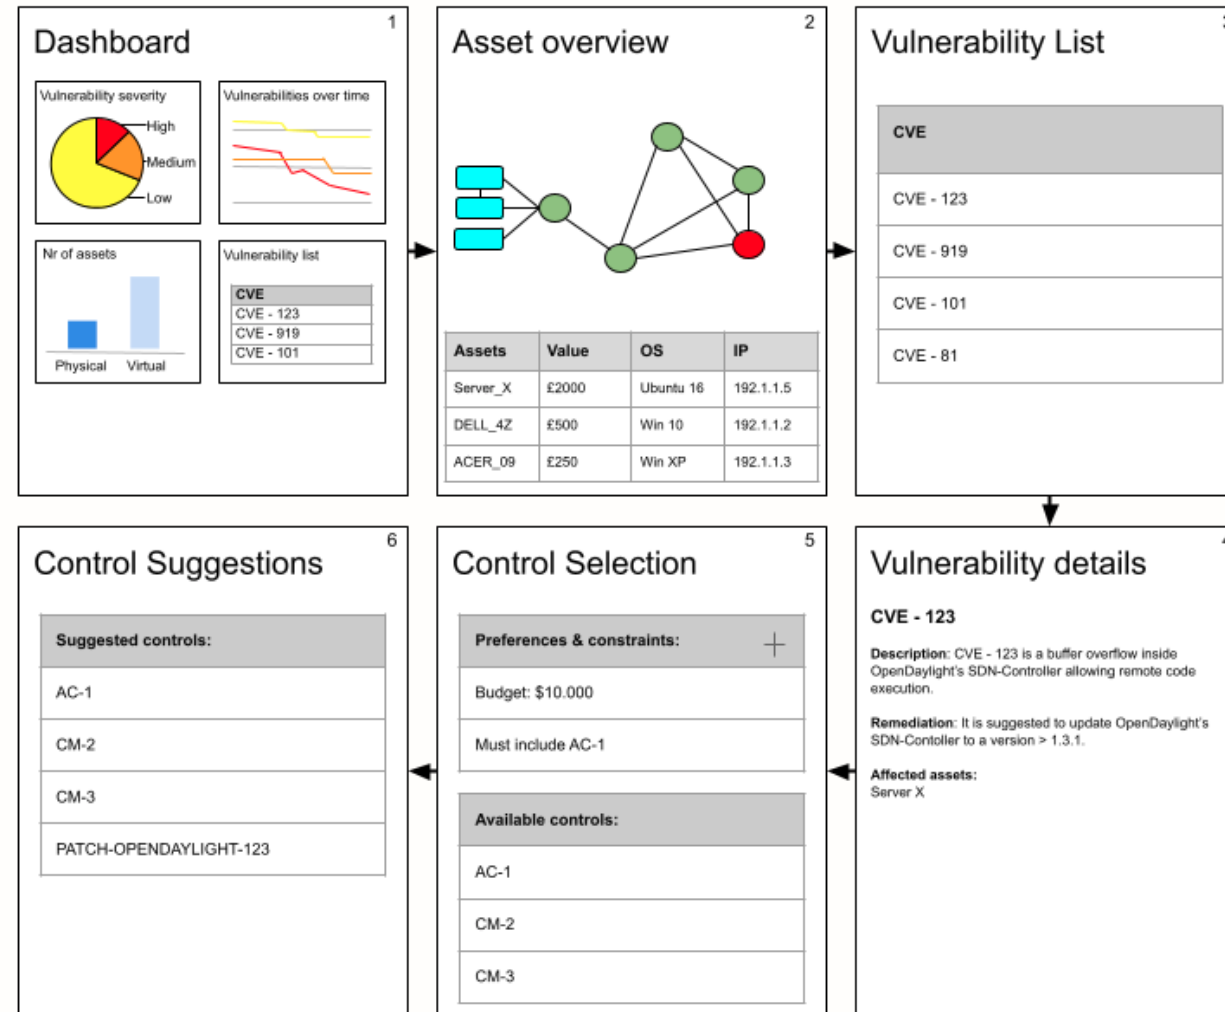 1
Dashboard
Vulnerability severity
High
Medium
Low
Vulnerabilities over time
Nr of assets
Physical Virtual
Vulnerability list
CVE
CVE - 123
CVE - 919
CVE - 101
2
Asset overview
Assets Value OS IP
Server_X £2000 Ubuntu 16 192.1.1.5
DELL_4Z £500 Win 10 192.1.1.2
ACER_09 £250 Win XP 192.1.1.3
Vulnerability List
CVE
CVE - 123
CVE - 919
CVE - 101
CVE - 81
Vulnerability details
CVE - 123
Description: CVE - 123 is a buffer overflow inside
OpenDaylight's SDN-Controller allowing remote code
execution.
Remediation: It is suggested to update OpenDaylight's
SDN-Contoller to a version > 1.3.1.
Affected assets:
Server X
5
Control Selection
Preferences & constraints: +
Budget: $10.000
Must include AC-1
Available controls:
AC-1
CM-2
CM-3
6
Control Suggestions
Suggested controls:
AC-1
CM-2
CM-3
PATCH-OPENDAYLIGHT-123